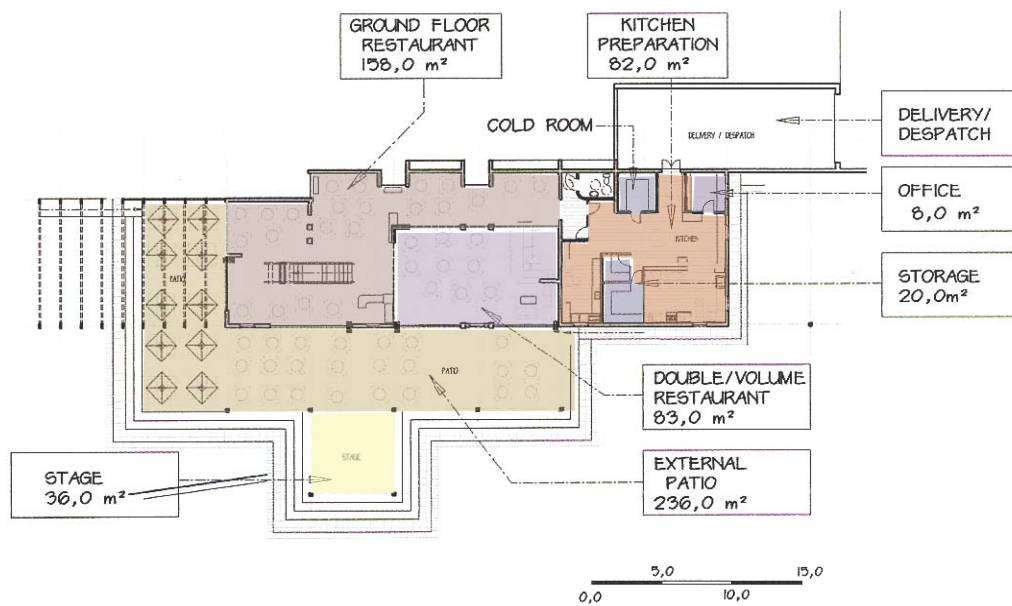 GROUND FLOOR
RESTAURANT
158,0 m²
KITCHEN
PREPARATION
82,0 m²
COLD ROOM
DELIVERY / DESPATCH
DELIVERY/
DESPATCH
OFFICE
8,0 m²
KITCHEN
PATIO
STORAGE
20,0m²
PATIO
DOUBLE/VOLUME
RESTAURANT
83,0 m²
STAGE
STAGE
36,0 m²
EXTERNAL
PATIO
236,0 m²
5,0
15,0
0,0
10,0